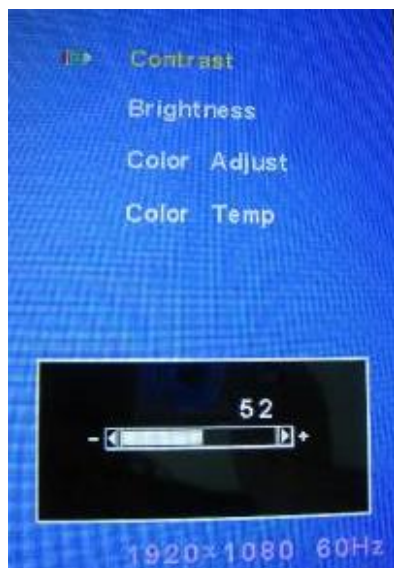 Contrast
Brightness
Color Adjust
Color Temp
52
- +
1920×1080 60Hz